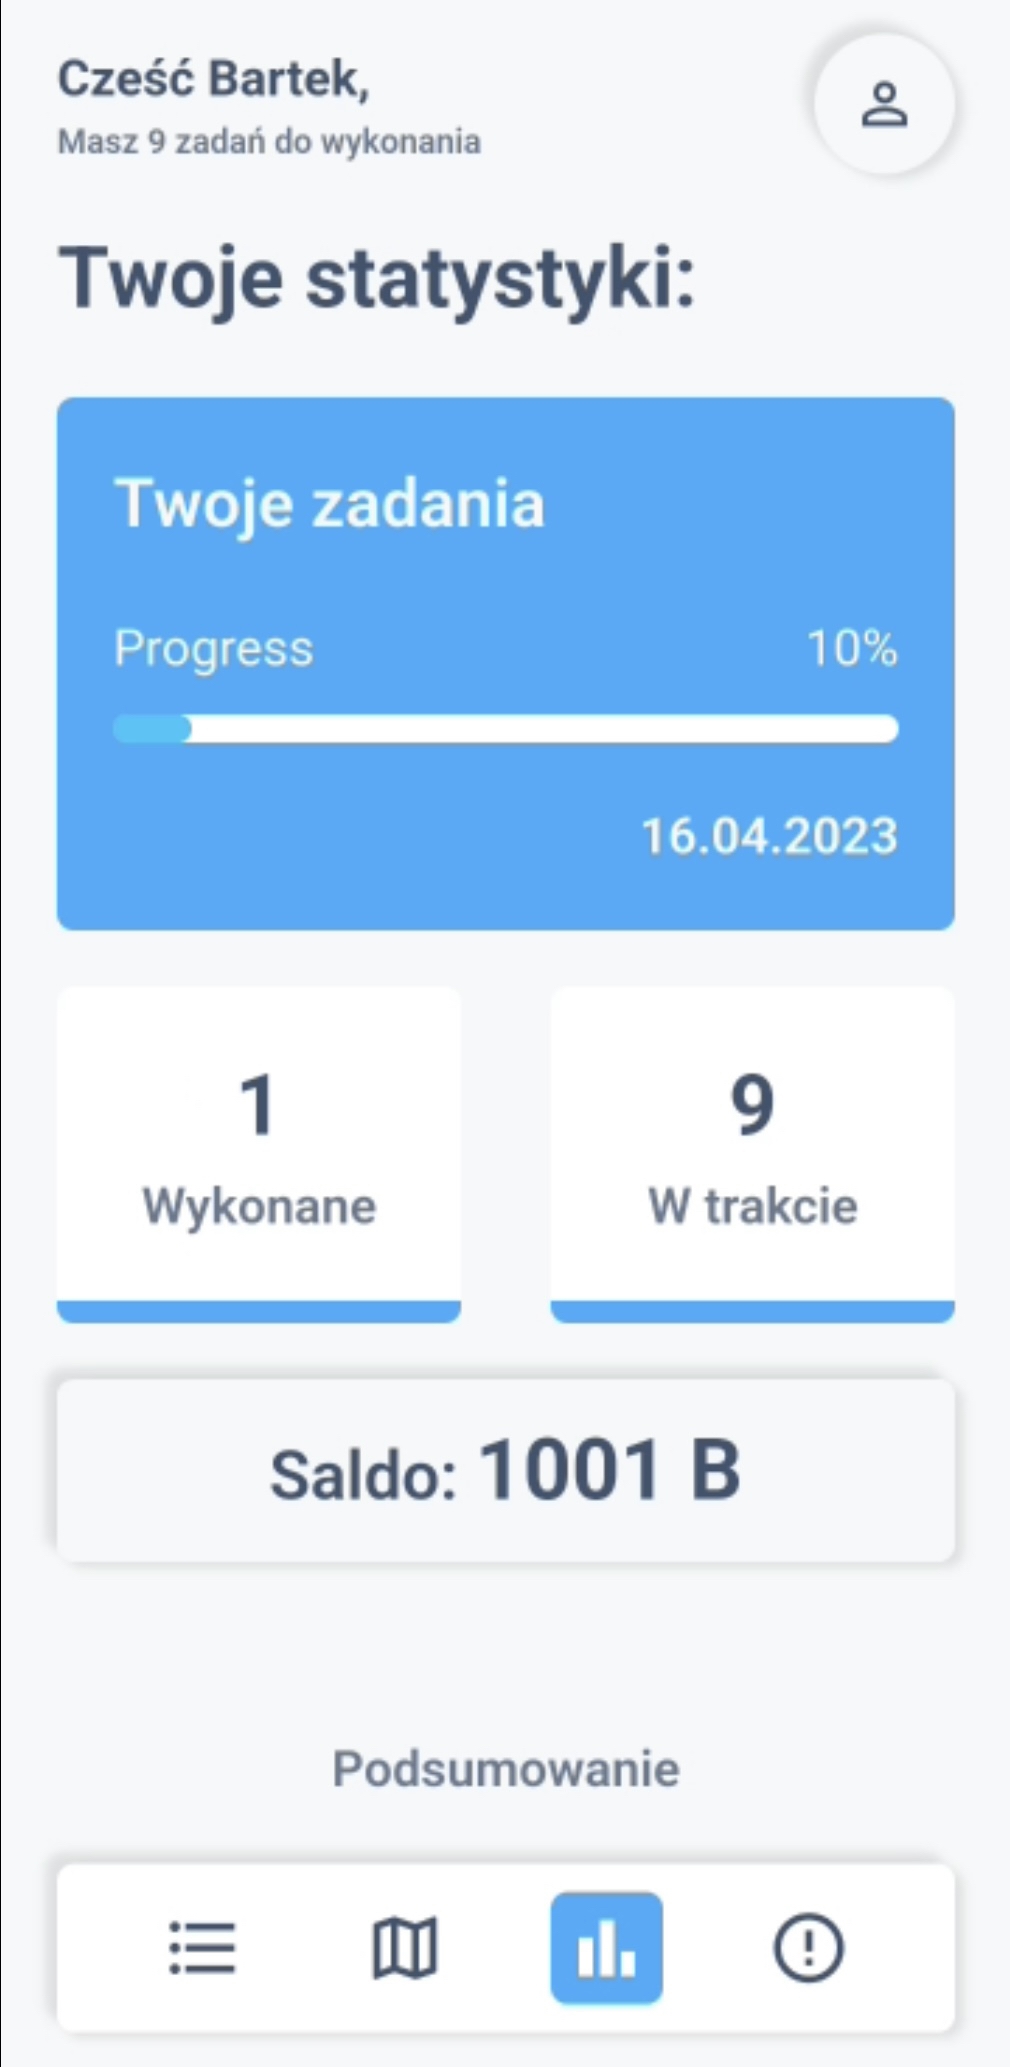 Cześć Bartek,
Masz 9 zadań do wykonania
Twoje statystyki:
Twoje zadania
Progress 10%
16.04.2023
1
Wykonane
9
W trakcie
Saldo: 1001 B
Podsumowanie